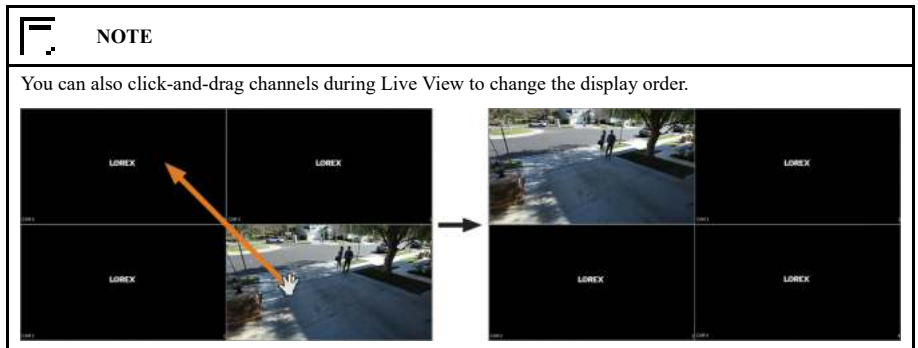 NOTE
You can also click-and-drag channels during Live View to change the display order.
LOREX
LOREX
LOREX
LOREX
LOREX
LOREX